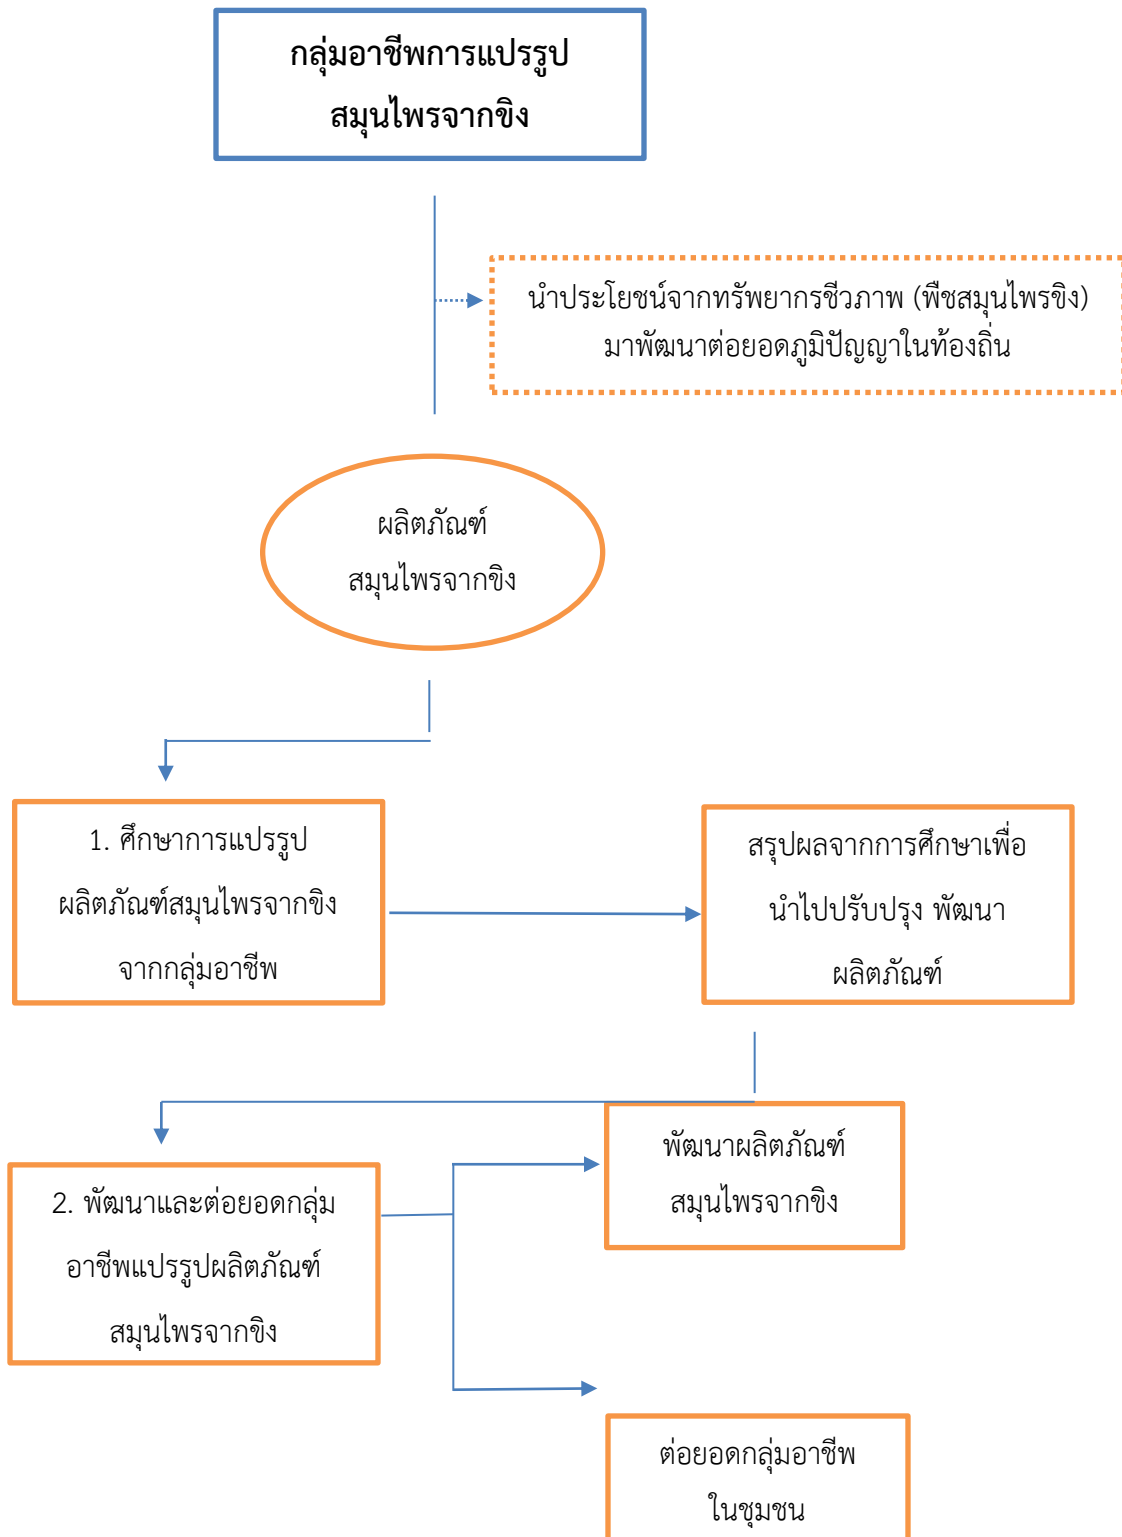 กลุ่มอาชีพการแปรรูป
สมุนไพรจากขิง
นำประโยชน์จากทรัพยากรชีวภาพ (พืชสมุนไพรขิง)
มาพัฒนาต่อยอดภูมิปัญญาในท้องถิ่น
ผลิตภัณฑ์
สมุนไพรจากขิง
1. ศึกษาการแปรรูป
ผลิตภัณฑ์สมุนไพรจากขิง
จากกลุ่มอาชีพ
สรุปผลจากการศึกษาเพื่อ
นำไปปรับปรุง พัฒนา
ผลิตภัณฑ์
2. พัฒนาและต่อยอดกลุ่ม
อาชีพแปรรูปผลิตภัณฑ์
สมุนไพรจากขิง
พัฒนาผลิตภัณฑ์
สมุนไพรจากขิง
ต่อยอดกลุ่มอาชีพ
ในชุมชน